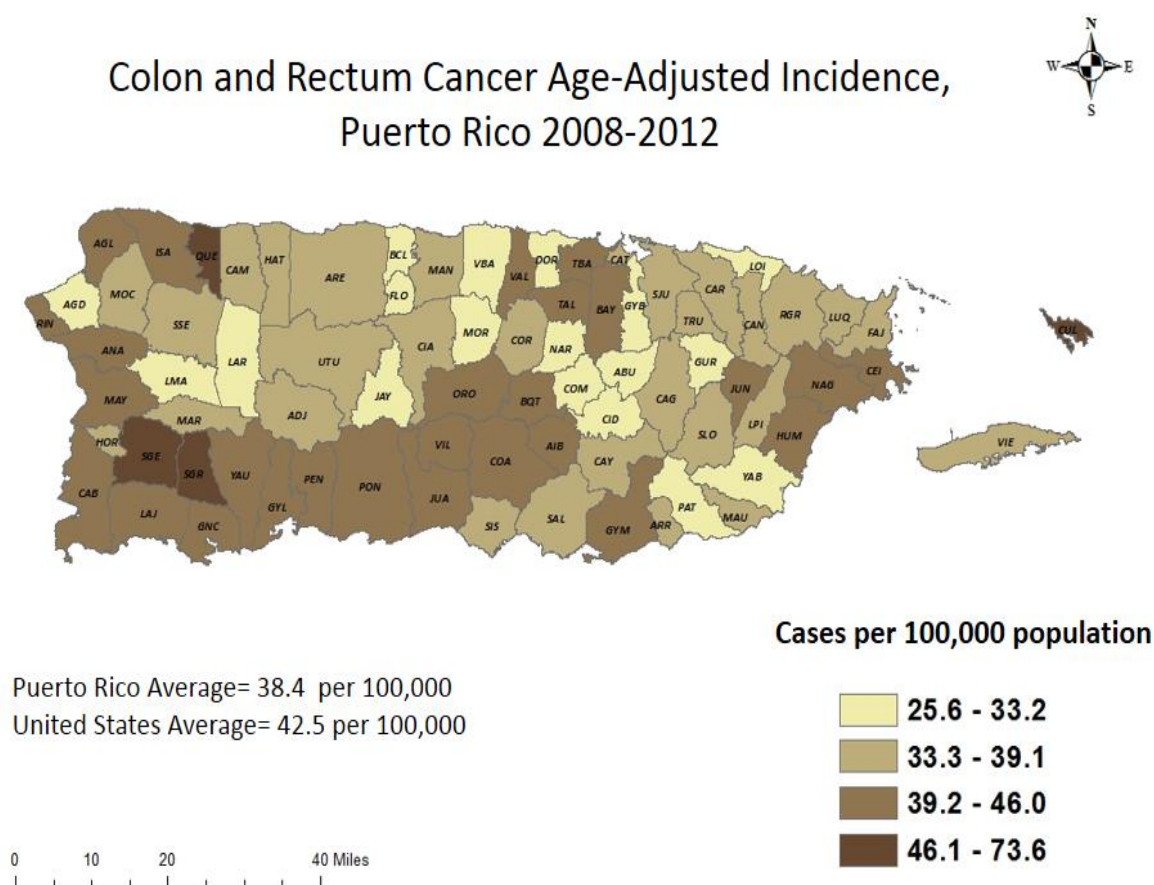 N
W E
S
Colon and Rectum Cancer Age-Adjusted Incidence,
Puerto Rico 2008-2012
AGL
ISA
QUE
CAM
HAT
ARE
BCL
MAN
VBA
VAL
DOR
TBA
CAT
LOI
AGD
MOC
FLO
TAL
BAY
GYB
SJU
CAR
CAN
RGR
LUQ
FAJ
CUL
RIN
SSE
TRU
ANA
LAR
UTU
CIA
MOR
COR
NAR
ABU
GUR
LMA
JAY
COM
CEI
MAY
ADJ
ORO
BQT
CID
CAG
JUN
NAG
MAR
SLO
LPI
HUM
HOR
SGE
SGR
YAU
VIL
COA
AIB
CAY
VIE
CAB
GYL
PEN
PON
JUA
YAB
LAJ
GNC
SIS
SAL
GYM
ARR
PAT
MAU
Cases per 100,000 population
Puerto Rico Average= 38.4 per 100,000
United States Average= 42.5 per 100,000
25.6 - 33.2
33.3 - 39.1
39.2 - 46.0
46.1 - 73.6
0 10 20 40 Miles